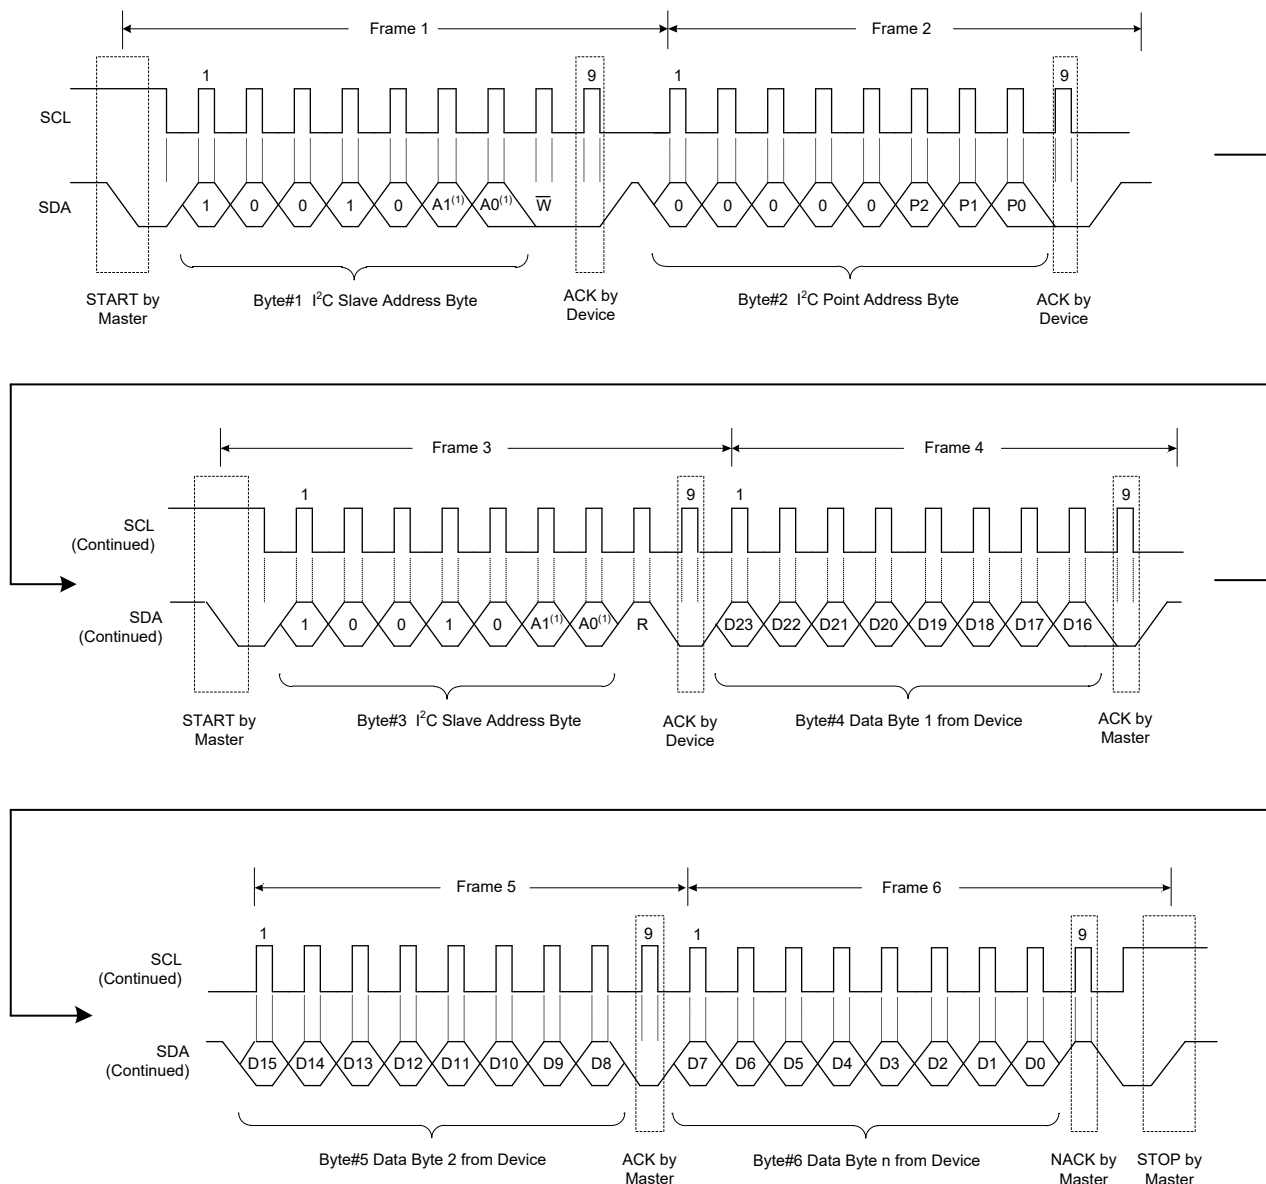 Frame 1 Frame 2
1 9 1 9
SCL
SDA 1 0 0 1 0 A1(1) A0(1) W̅ 0 0 0 0 0 P2 P1 P0
START by Master
Byte#1 I²C Slave Address Byte
ACK by Device
Byte#2 I²C Point Address Byte
ACK by Device
Frame 3 Frame 4
1 9 1 9
SCL (Continued)
SDA (Continued) 1 0 0 1 0 A1(1) A0(1) R D23 D22 D21 D20 D19 D18 D17 D16
START by Master
Byte#3 I²C Slave Address Byte
ACK by Device
Byte#4 Data Byte 1 from Device
ACK by Master
Frame 5 Frame 6
1 9 1 9
SCL (Continued)
SDA (Continued) D15 D14 D13 D12 D11 D10 D9 D8 D7 D6 D5 D4 D3 D2 D1 D0
Byte#5 Data Byte 2 from Device
ACK by Master
Byte#6 Data Byte n from Device
NACK by Master
STOP by Master